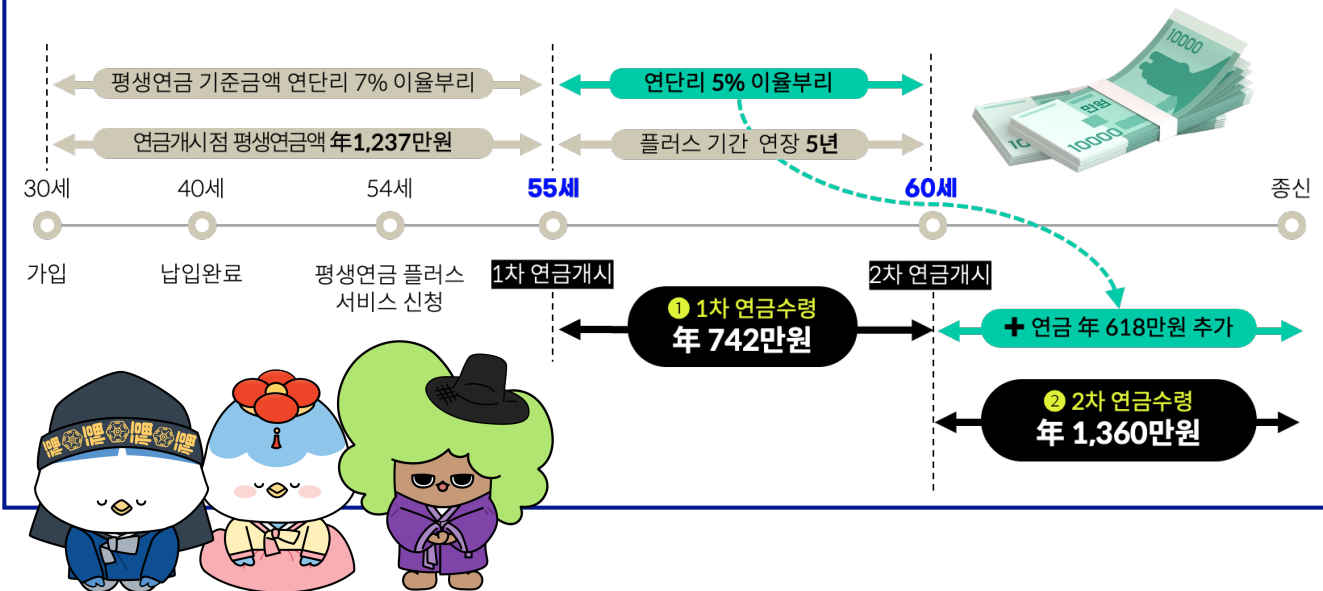 평생연금 기준금액 연단리 7% 이율부리
연단리 5% 이율부리
연금개시점 평생연금액 年1,237만원
플러스 기간 연장 5년
10000
만원
10000
30세
40세
54세
55세
60세
종신
가입
납입완료
평생연금 플러스
서비스 신청
1차 연금개시
2차 연금개시
❶ 1차 연금수령
年 742만원
+ 연금 年 618만원 추가
❷ 2차 연금수령
年 1,360만원